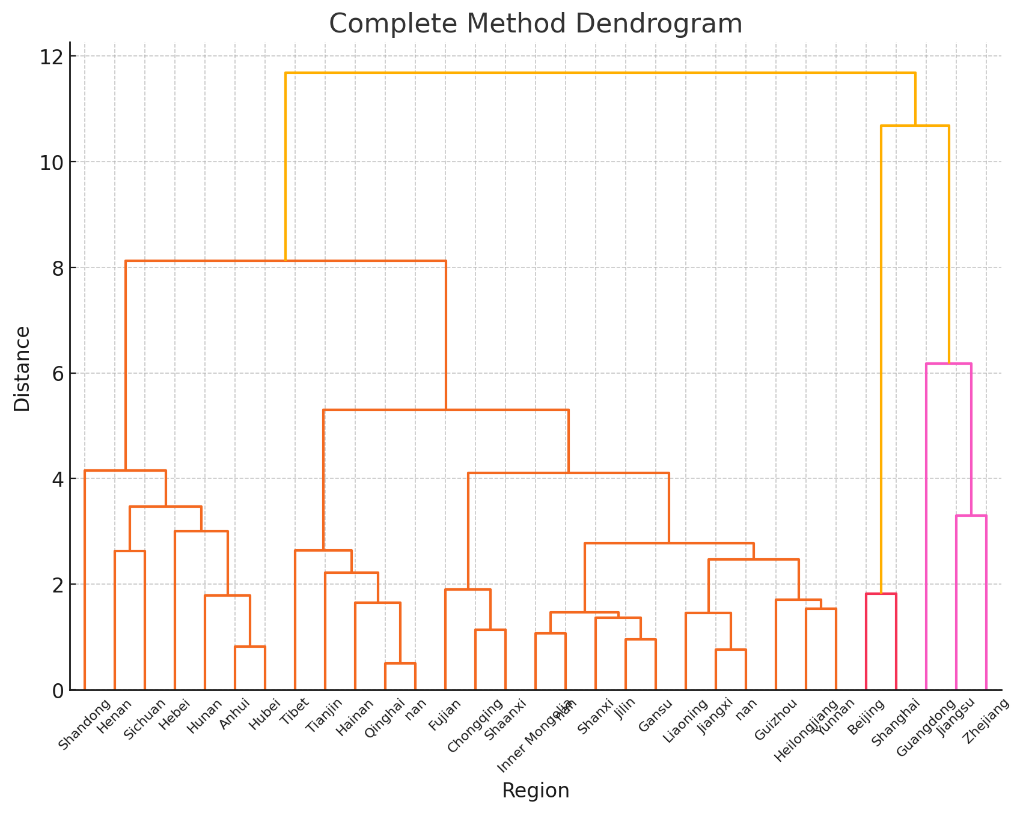 Complete Method Dendrogram
12
10
8
6
4
2
0
Distance
Shandong
Henan
Sichuan
Hebei
Hunan
Anhui
Hubei
Tibet
Tianjin
Hainan
Qinghai
nan
Fujian
Chongqing
Shaanxi
Inner Mongolia
nan
Shanxi
Jilin
Gansu
Liaoning
Jiangxi
nan
Guizhou
Heilongjiang
Yunnan
Beijing
Shanghai
Guangdong
Jiangsu
Zhejiang
Region